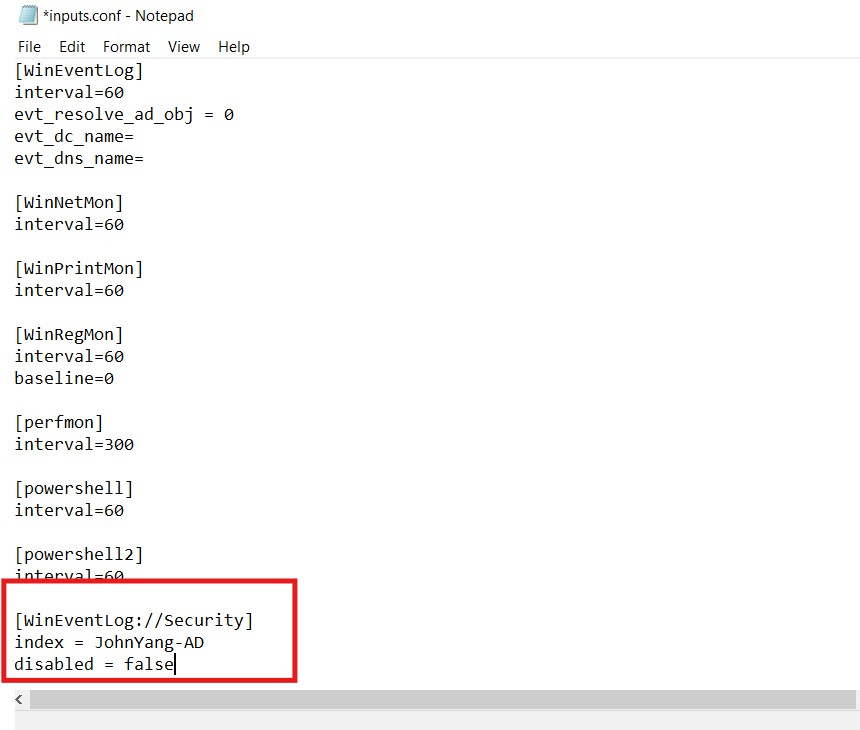 *inputs.conf - Notepad
File Edit Format View Help
[WinEventLog]
interval=60
evt_resolve_ad_obj = 0
evt_dc_name=
evt_dns_name=
[WinNetMon]
interval=60
[WinPrintMon]
interval=60
[WinRegMon]
interval=60
baseline=0
[perfmon]
interval=300
[powershell]
interval=60
[powershell2]
interval=60
[WinEventLog://Security]
index = JohnYang-AD
disabled = false